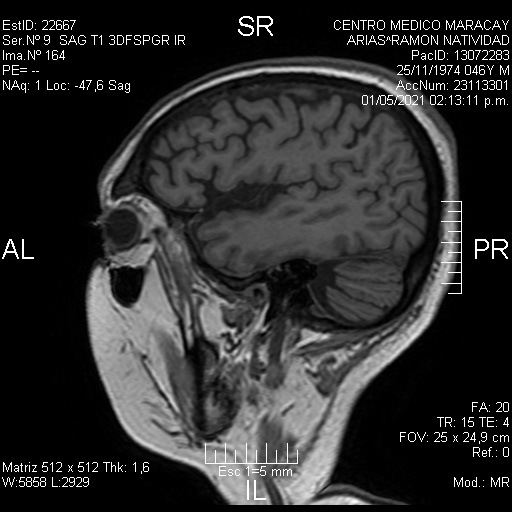 EstID: 22667
Ser.Nº 9 SAG T1 3DFSPGR IR
Ima.Nº 164
PE= --
NAq: 1 Loc: -47,6 Sag
SR
CENTRO MEDICO MARACAY
ARIAS^RAMON NATIVIDAD
PacID: 13072283
25/11/1974 046Y M
AccNum: 23113301
01/05/2021 02:13:11 p.m.
AL
PR
FA: 20
TR: 15 TE: 4
FOV: 25 x 24,9 cm
Ref.: 0
Matriz 512 x 512 Thk: 1,6
W:5858 L:2929
Esc 1=5 mm
IL
Mod.: MR